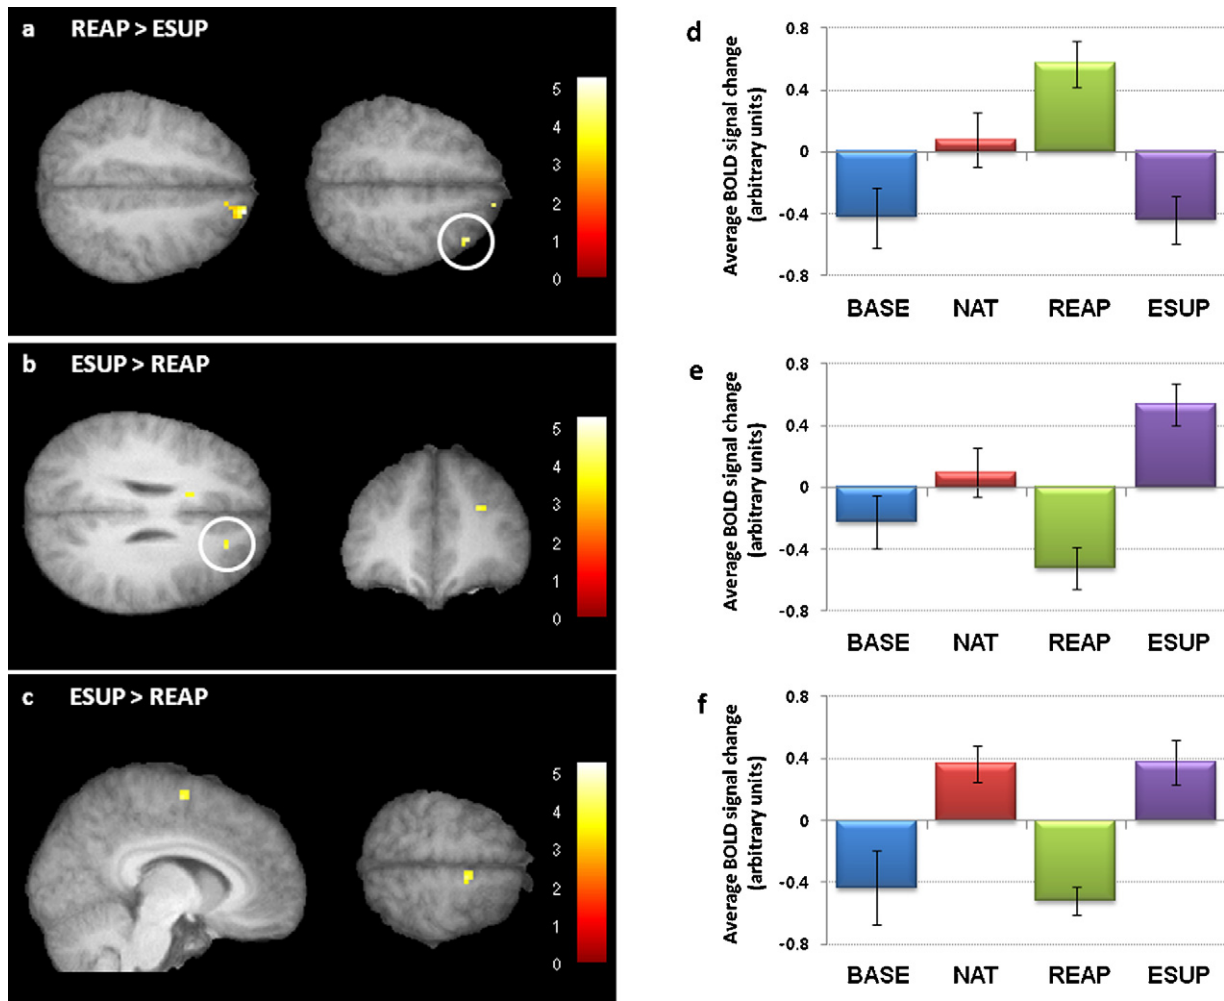 a REAP > ESUP
5
4
3
2
1
0
d
Average BOLD signal change
(arbitrary units)
0.8
0.4
0
-0.4
-0.8
BASE NAT REAP ESUP
b ESUP > REAP
5
4
3
2
1
0
e
Average BOLD signal change
(arbitrary units)
0.8
0.4
0
-0.4
-0.8
BASE NAT REAP ESUP
c ESUP > REAP
5
4
3
2
1
0
f
Average BOLD signal change
(arbitrary units)
0.8
0.4
0
-0.4
-0.8
BASE NAT REAP ESUP